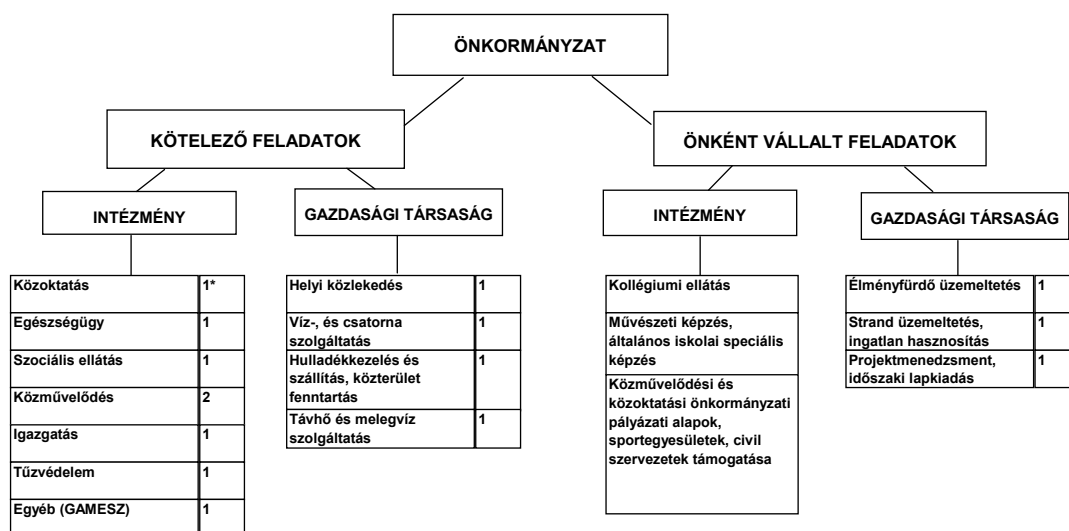 ÖNKORMÁNYZAT
KÖTELEZŐ FELADATOK
ÖNKÉNT VÁLLALT FELADATOK
INTÉZMÉNY
GAZDASÁGI TÁRSASÁG
INTÉZMÉNY
GAZDASÁGI TÁRSASÁG
Közoktatás 1*
Egészségügy 1
Szociális ellátás 1
Közművelődés 2
Igazgatás 1
Tűzvédelem 1
Egyéb (GAMESZ) 1
Helyi közlekedés 1
Víz-, és csatorna 1
szolgáltatás
Hulladékkezelés és 1
szállítás, közterület
fenntartás
Távhő és melegvíz 1
szolgáltatás
Kollégiumi ellátás
Művészeti képzés,
általános iskolai speciális
képzés
Közművelődési és
közoktatási önkormányzati
pályázati alapok,
sportegyesületek, civil
szervezetek támogatása
Élményfürdő üzemeltetés 1
Strand üzemeltetés, 1
ingatlan hasznosítás
Projektmenedzsment, 1
időszaki lapkiadás